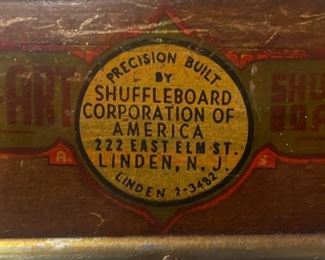 PRECISION BUILT
BY
SHUFFLEBOARD
CORPORATION OF
AMERICA
222 EAST ELM ST.
LINDEN, N. J.
LINDEN 2-3482